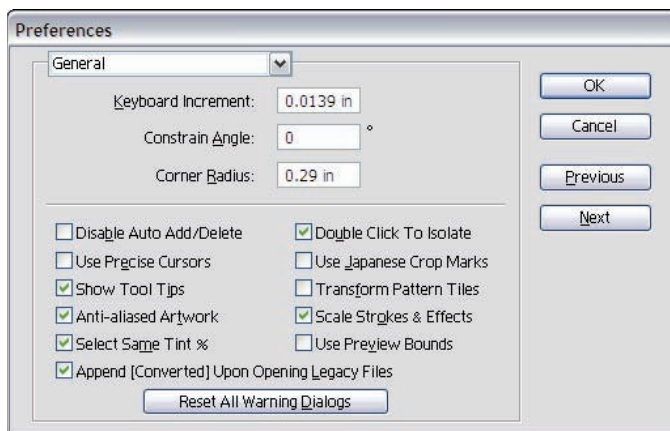 Preferences
General
Keyboard Increment: 0.0139 in
Constrain Angle: 0 °
Corner Radius: 0.29 in
Disable Auto Add/Delete
Use Precise Cursors
Show Tool Tips
Anti-aliased Artwork
Select Same Tint %
Append [Converted] Upon Opening Legacy Files
Double Click To Isolate
Use Japanese Crop Marks
Transform Pattern Tiles
Scale Strokes & Effects
Use Preview Bounds
Reset All Warning Dialogs
OK
Cancel
Previous
Next